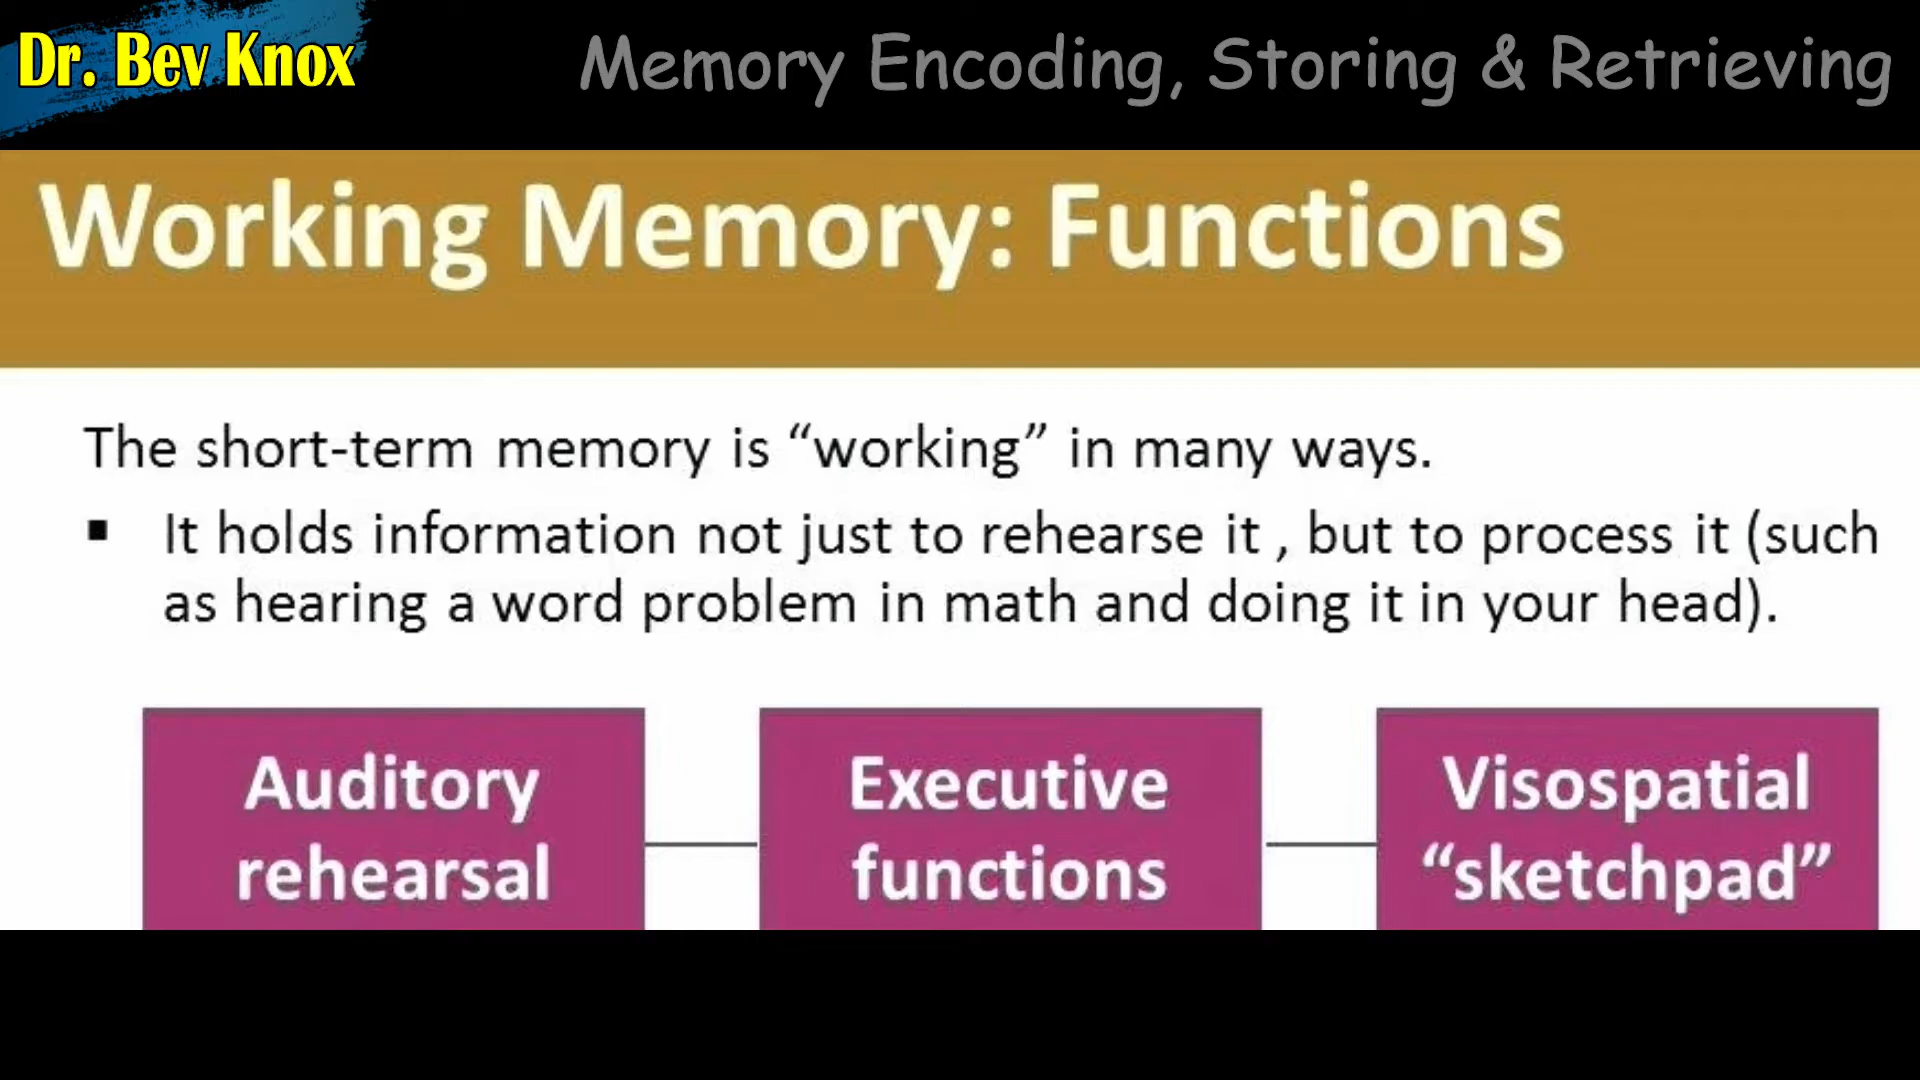 Dr. Bev Knox
Memory Encoding, Storing & Retrieving
Working Memory: Functions
The short-term memory is “working” in many ways.
▪ It holds information not just to rehearse it , but to process it (such
as hearing a word problem in math and doing it in your head).
Auditory
rehearsal
Executive
functions
Visospatial
“sketchpad”